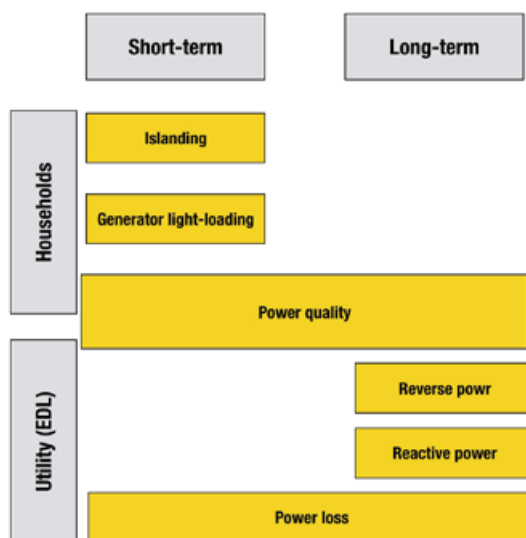 Short-term
Long-term
Households
Islanding
Generator light-loading
Power quality
Utility (EDL)
Reverse powr
Reactive power
Power loss